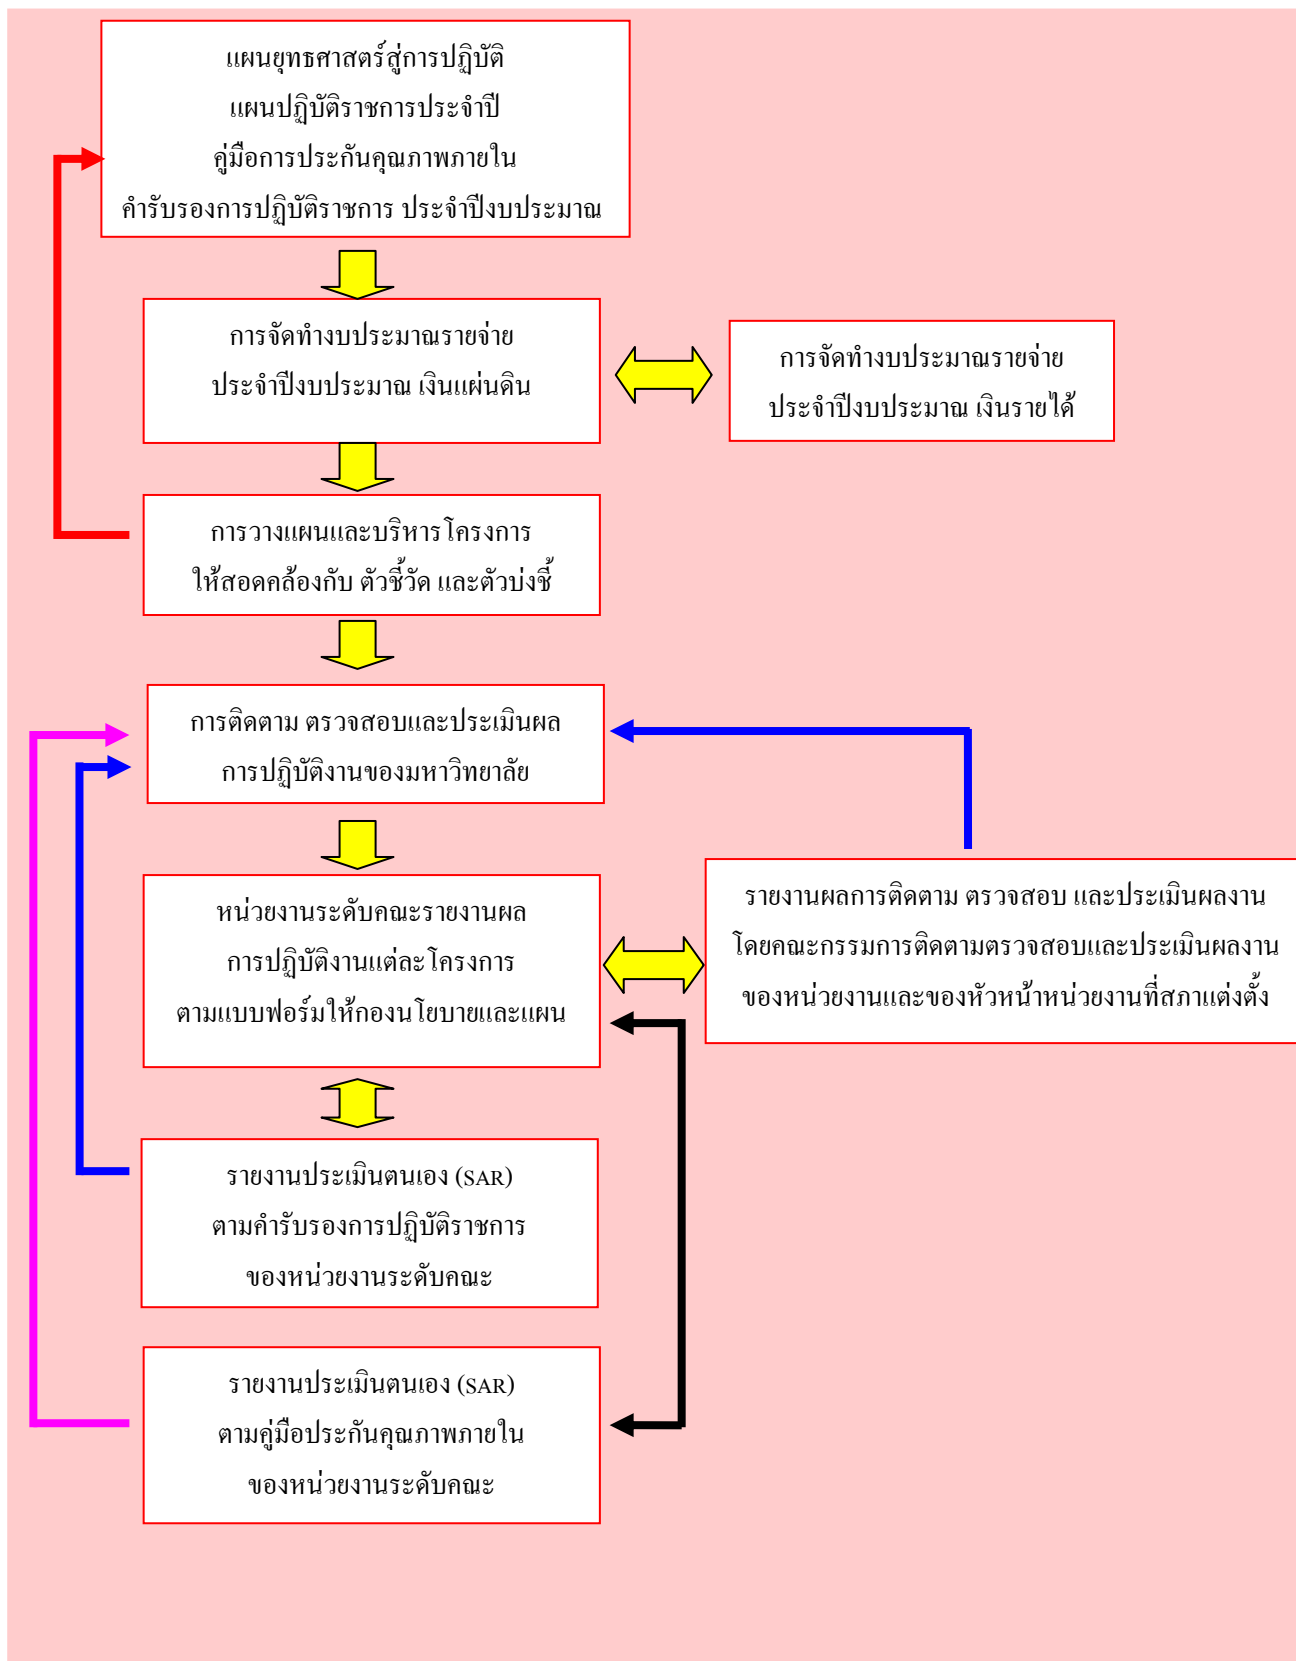 แผนยุทธศาสตร์สู่การปฏิบัติ
แผนปฏิบัติราชการประจำปี
คู่มือการประกันคุณภาพภายใน
คำรับรองการปฏิบัติราชการ ประจำปีงบประมาณ
การจัดทำงบประมาณรายจ่าย
ประจำปีงบประมาณ เงินแผ่นดิน
การจัดทำงบประมาณรายจ่าย
ประจำปีงบประมาณ เงินรายได้
การวางแผนและบริหารโครงการ
ให้สอดคล้องกับ ตัวชี้วัด และตัวบ่งชี้
การติดตาม ตรวจสอบและประเมินผล
การปฏิบัติงานของมหาวิทยาลัย
หน่วยงานระดับคณะรายงานผล
การปฏิบัติงานแต่ละโครงการ
ตามแบบฟอร์มให้กองนโยบายและแผน
รายงานผลการติดตาม ตรวจสอบ และประเมินผลงาน
โดยคณะกรรมการติดตามตรวจสอบและประเมินผลงาน
ของหน่วยงานและของหัวหน้าหน่วยงานที่สภาแต่งตั้ง
รายงานประเมินตนเอง (SAR)
ตามคำรับรองการปฏิบัติราชการ
ของหน่วยงานระดับคณะ
รายงานประเมินตนเอง (SAR)
ตามคู่มือประกันคุณภาพภายใน
ของหน่วยงานระดับคณะ